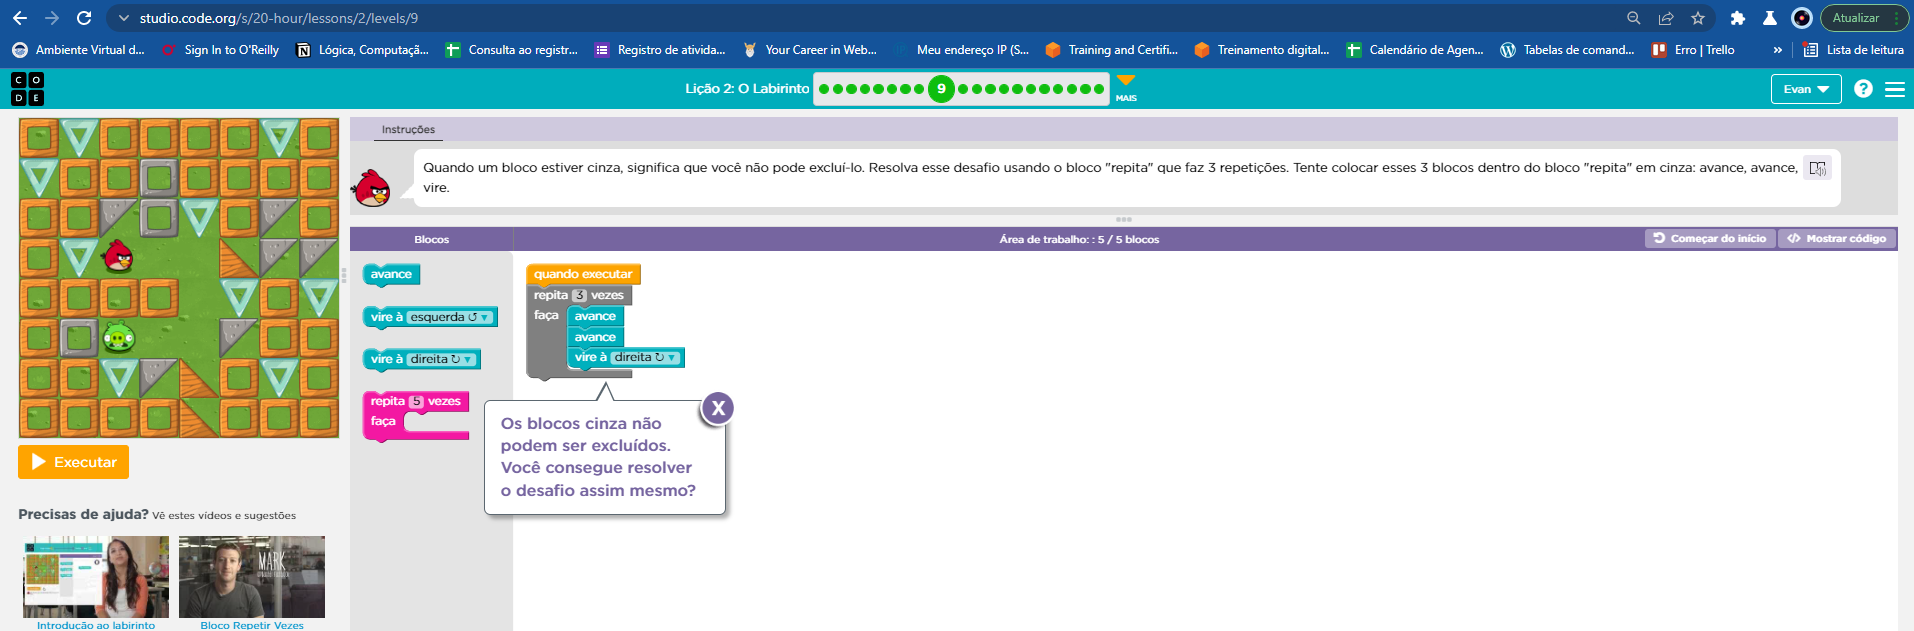 studio.code.org/s/20-hour/lessons/2/levels/9
Atualizar
Ambiente Virtual d...
Sign In to O'Reilly
Lógica, Computaçã...
Consulta ao registr...
Registro de ativida...
Your Career in Web...
Meu endereço IP (S...
Training and Certifi...
Treinamento digital...
Calendário de Agen...
Tabelas de comand...
Erro | Trello
»
Lista de leitura
C O
D E
Lição 2: O Labirinto
9
MAIS
Evan
?
Instruções
Quando um bloco estiver cinza, significa que você não pode excluí-lo. Resolva esse desafio usando o bloco "repita" que faz 3 repetições. Tente colocar esses 3 blocos dentro do bloco "repita" em cinza: avance, avance,
vire.
Blocos
Área de trabalho: : 5 / 5 blocos
Começar do início
</> Mostrar código
avance
vire à esquerda ↺ ▼
vire à direita ↻ ▼
repita 5 vezes
faça
quando executar
repita 3 vezes
faça
avance
avance
vire à direita ↻ ▼
X
Os blocos cinza não
podem ser excluídos.
Você consegue resolver
o desafio assim mesmo?
Executar
Precisas de ajuda? Vê estes vídeos e sugestões
MARK
Introdução ao labirinto
Bloco Repetir Vezes